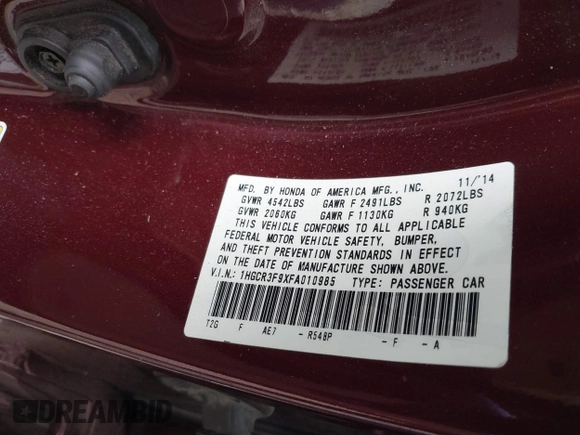 MFD. BY HONDA OF AMERICA MFG., INC. 11/'14
GVWR 4542LBS GAWR F 2491LBS R 2072LBS
GVWR 2060KG GAWR F 1130KG R 940KG
THIS VEHICLE CONFORMS TO ALL APPLICABLE
FEDERAL MOTOR VEHICLE SAFETY, BUMPER,
AND THEFT PREVENTION STANDARDS IN EFFECT
ON THE DATE OF MANUFACTURE SHOWN ABOVE.
V.I.N.: 1HGCR3F9XFA010985 TYPE: PASSENGER CAR
T2G F AE7 - R548P - F - A
DREAMBID